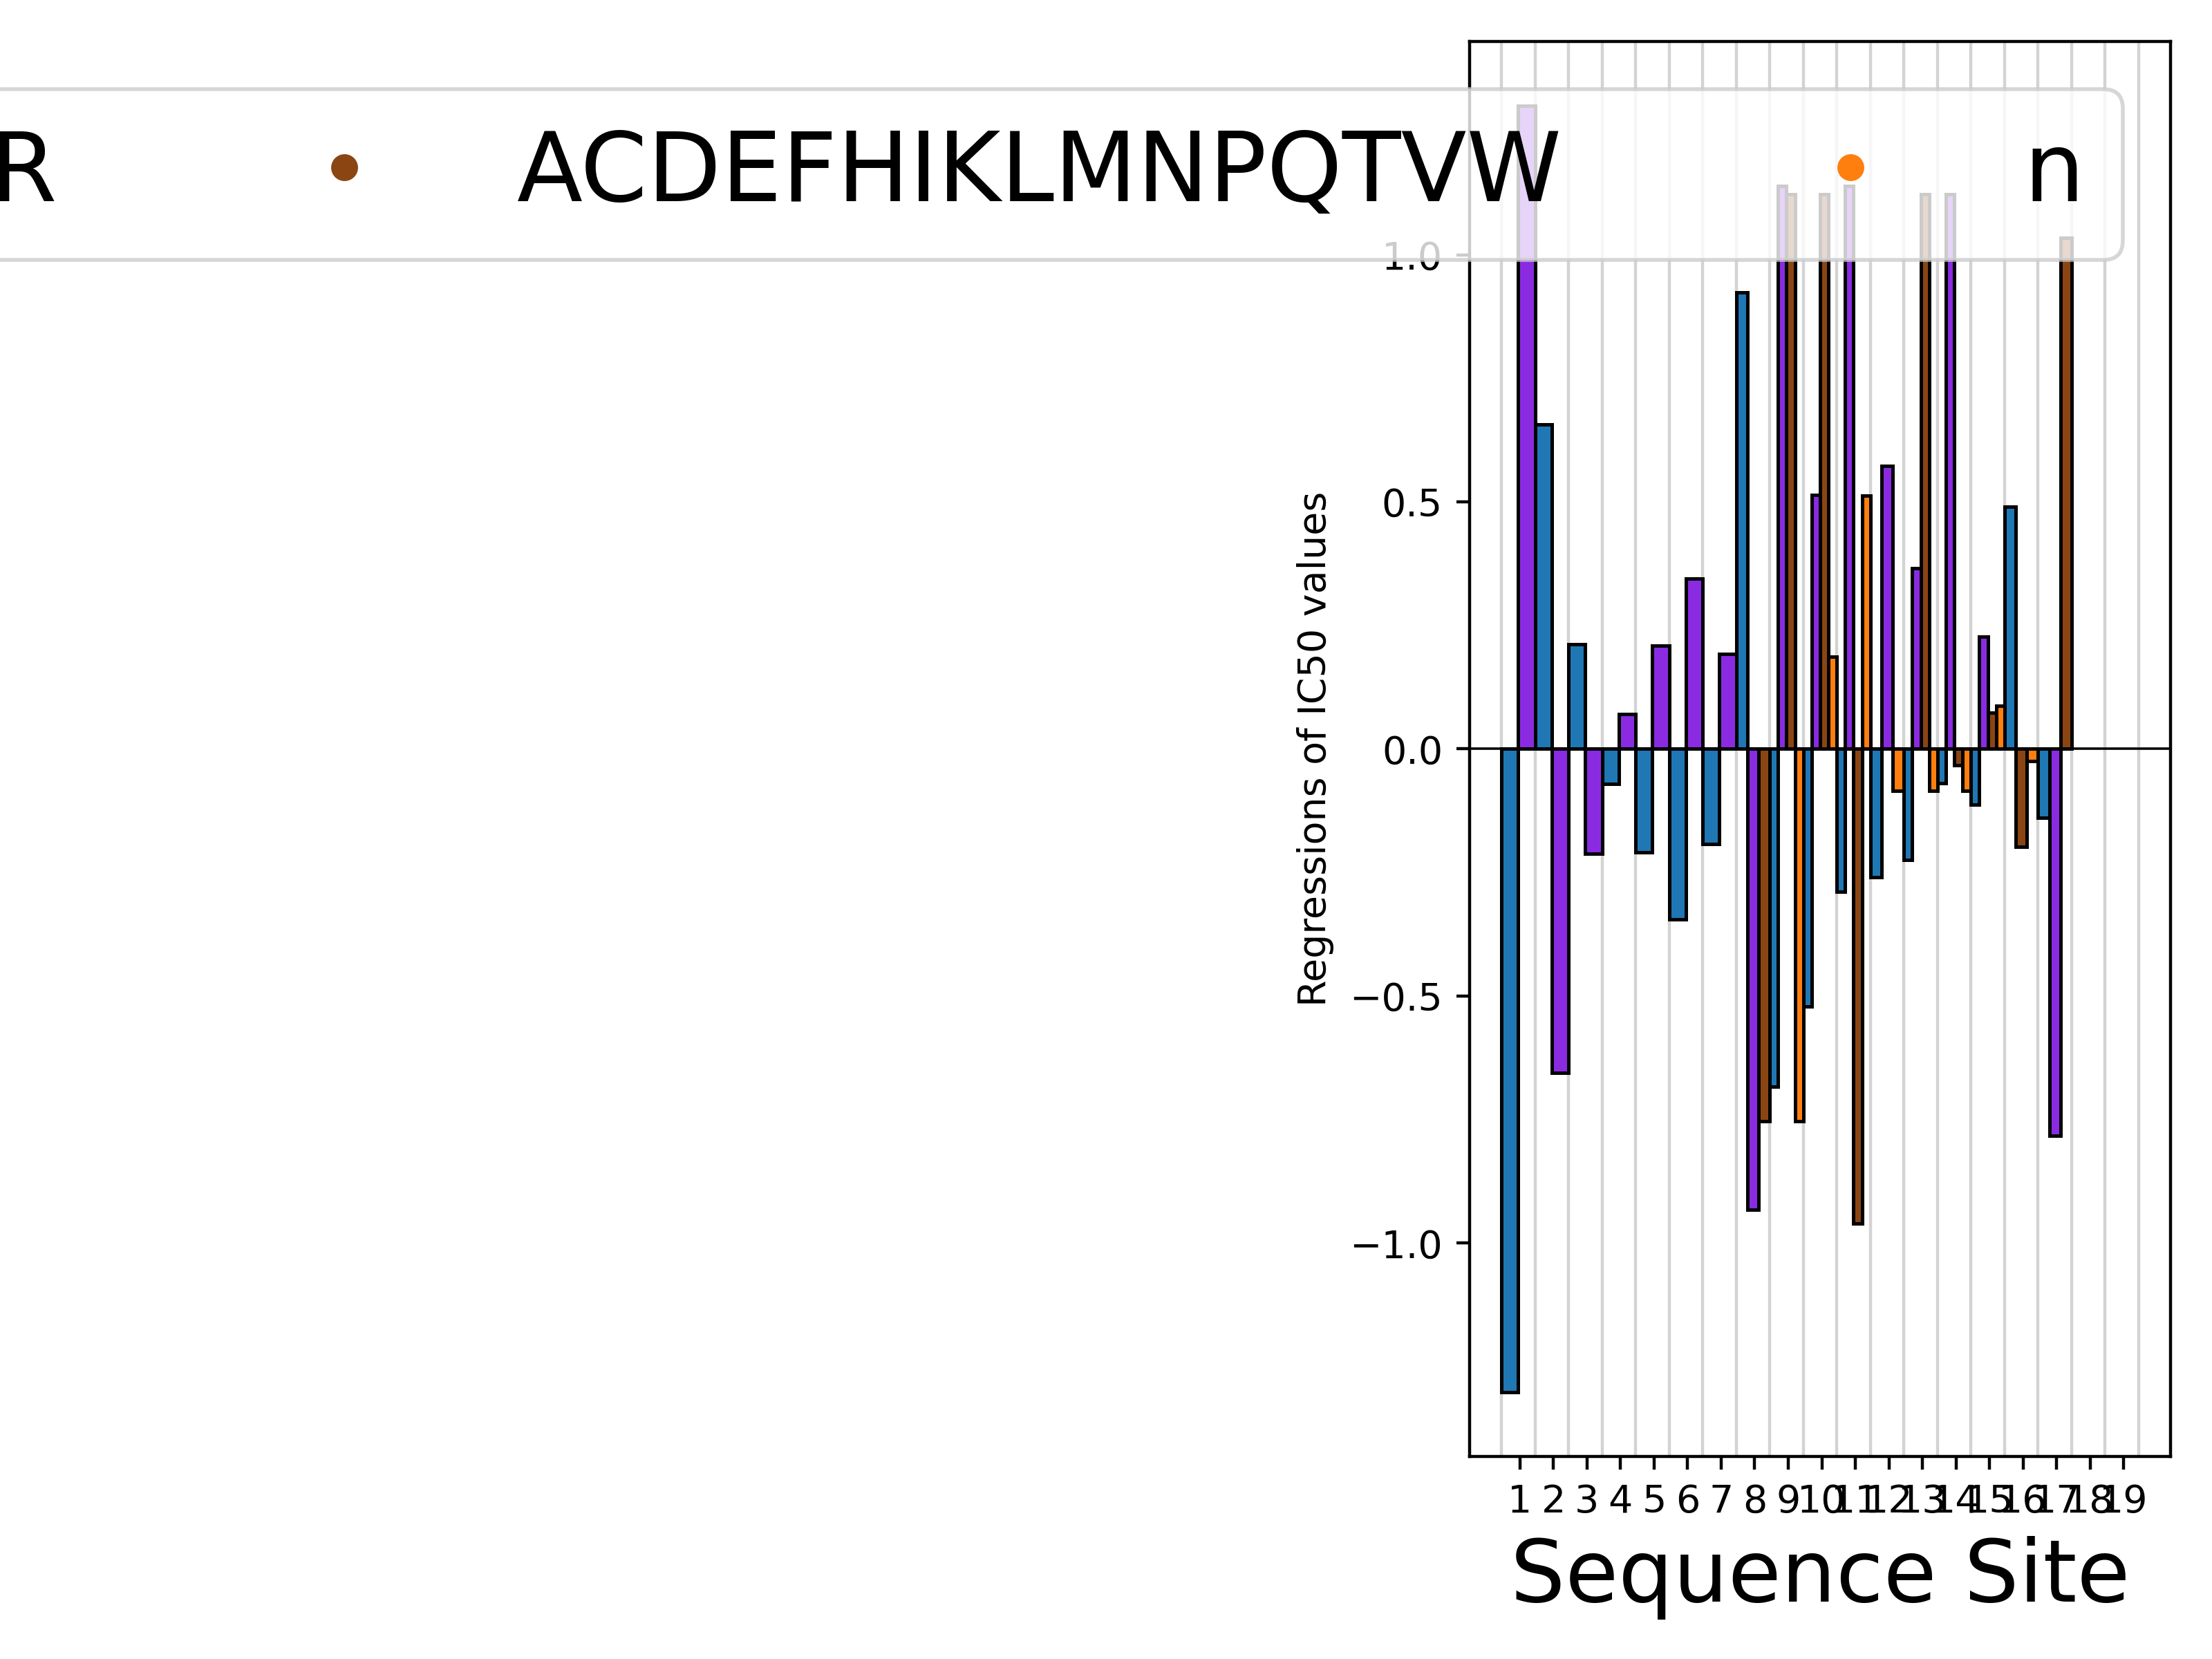 R ACDEFHIKLMNPQTVW n
1.0
0.5
0.0
−0.5
−1.0
Regressions of IC50 values
1 2 3 4 5 6 7 8 9 10 11 12 13 14 15 16 17 18 19
Sequence Site